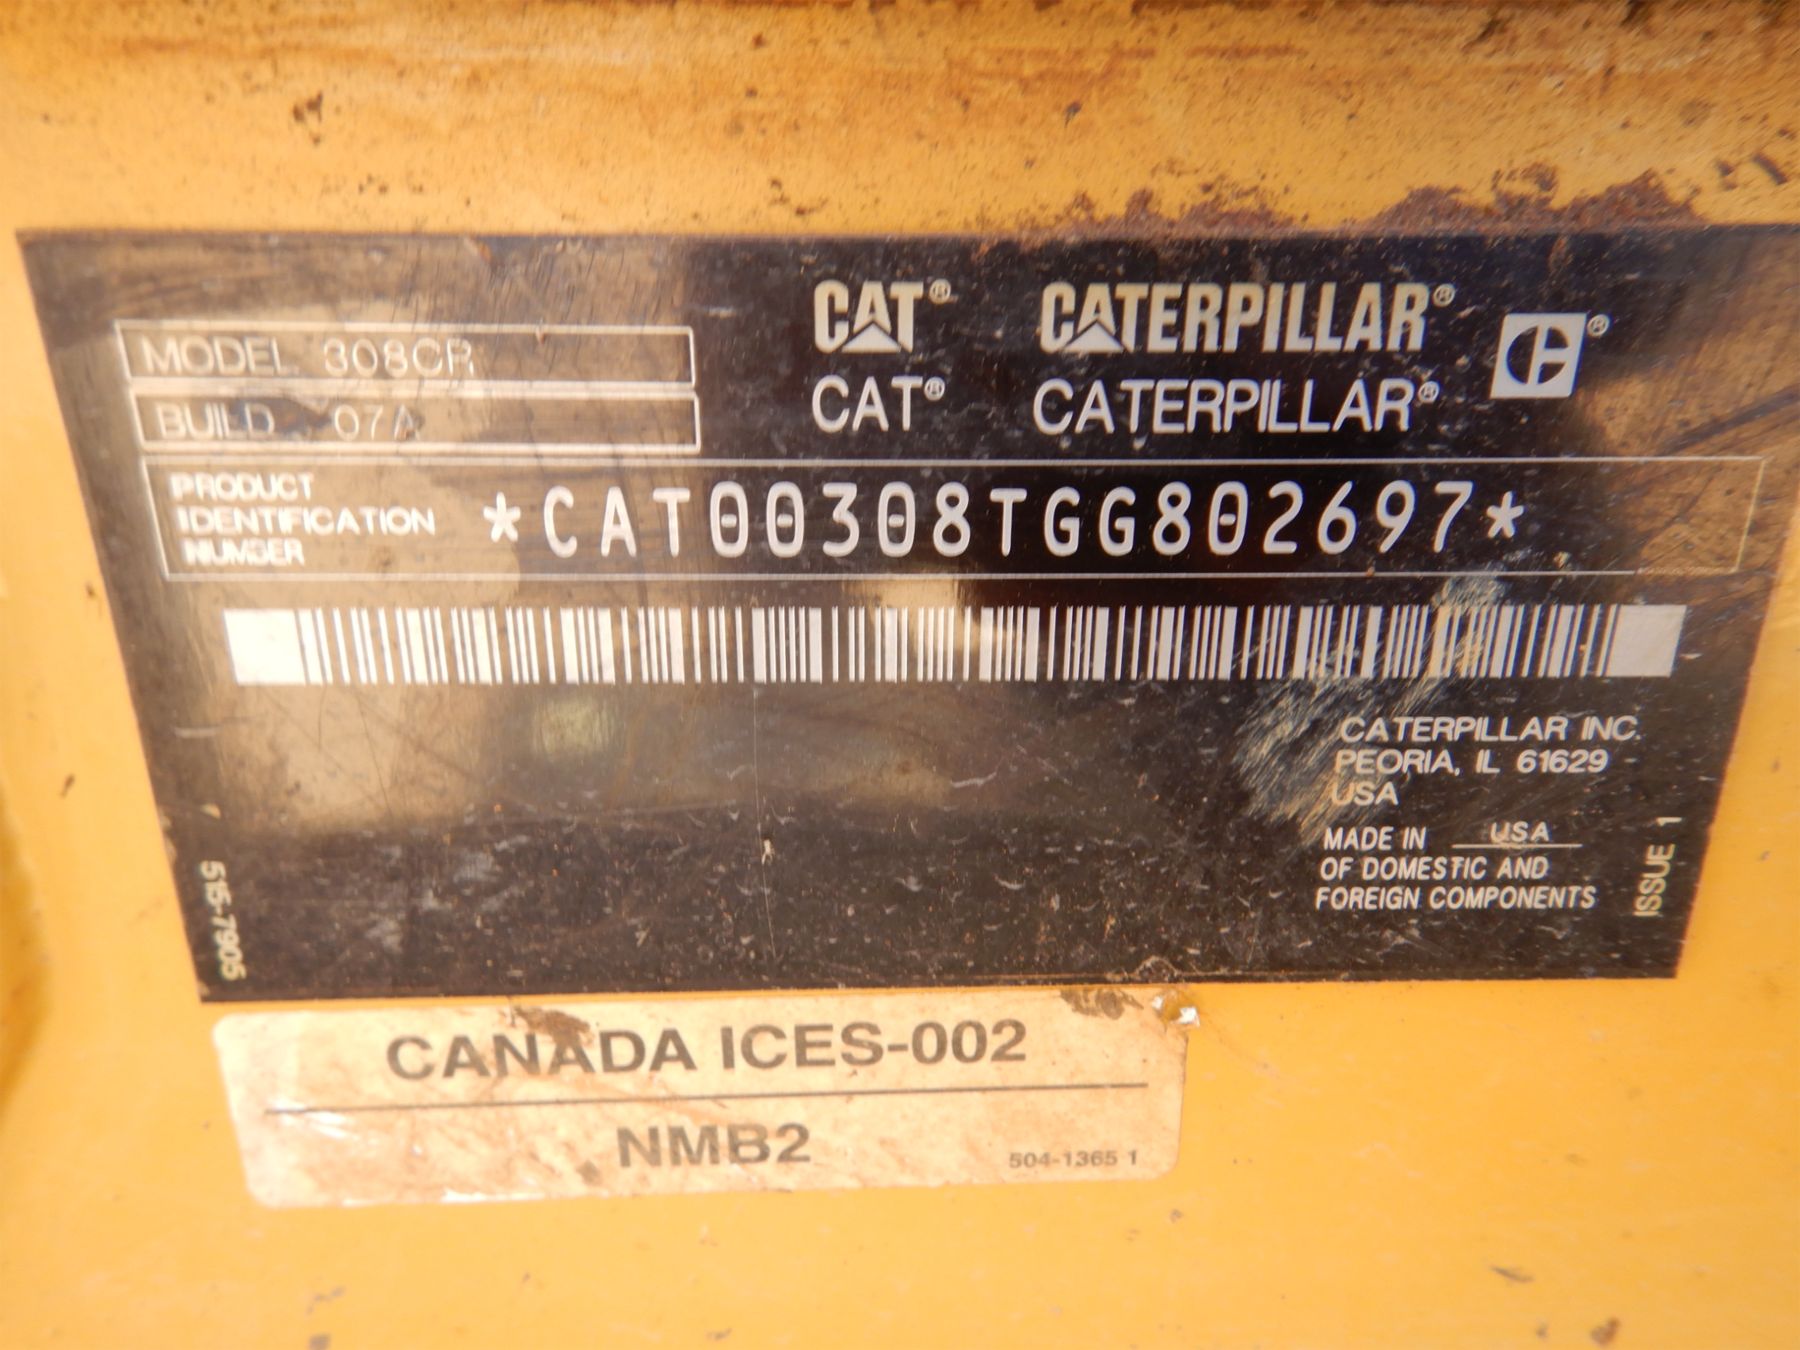 CAT® CATERPILLAR® ®
CAT® CATERPILLAR®
MODEL 308CR
BUILD 07A
PRODUCT
IDENTIFICATION
NUMBER
*CAT00308TGG802697*
CATERPILLAR INC.
PEORIA, IL 61629
USA
MADE IN USA
OF DOMESTIC AND
FOREIGN COMPONENTS
ISSUE 1
515-7905
CANADA ICES-002
NMB2
504-1365 1